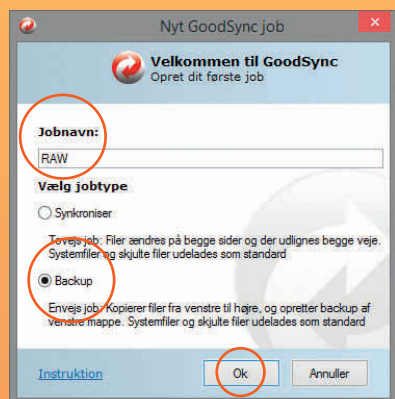 Nyt GoodSync job
Velkommen til GoodSync
Opret dit første job
Jobnavn:
RAW
Vælg jobtype
Synkroniser
Tovejs job: Filer ændres på begge sider og der udlignes begge veje.
Systemfiler og skjulte filer udelades som standard
Backup
Envejs job: Kopierer filer fra venstre til højre, og opretter backup af
venstre mappe. Systemfiler og skjulte filer udelades som standard
Instruktion
Ok
Annuller